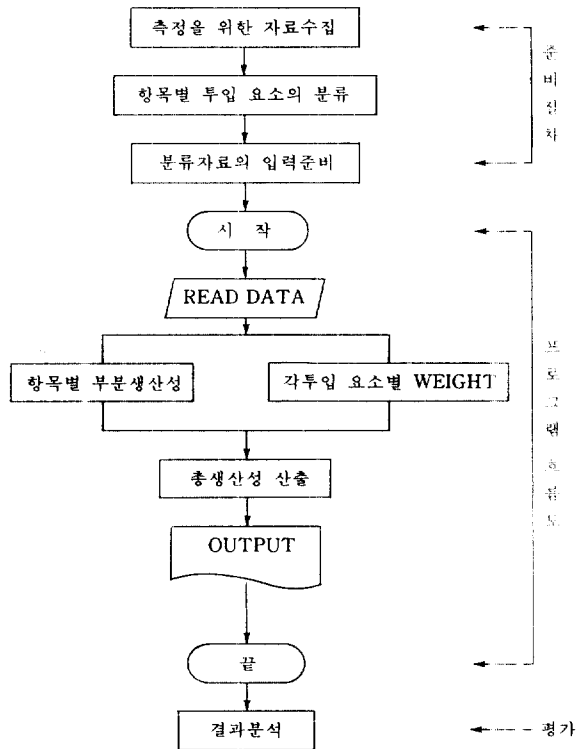 측정을 위한 자료수집
항목별 투입 요소의 분류
분류자료의 입력준비
준비절차
시 작
READ DATA
항목별 부분생산성
각투입 요소별 WEIGHT
총생산성 산출
OUTPUT
끝
프로그램 흐름도
결과분석
평가